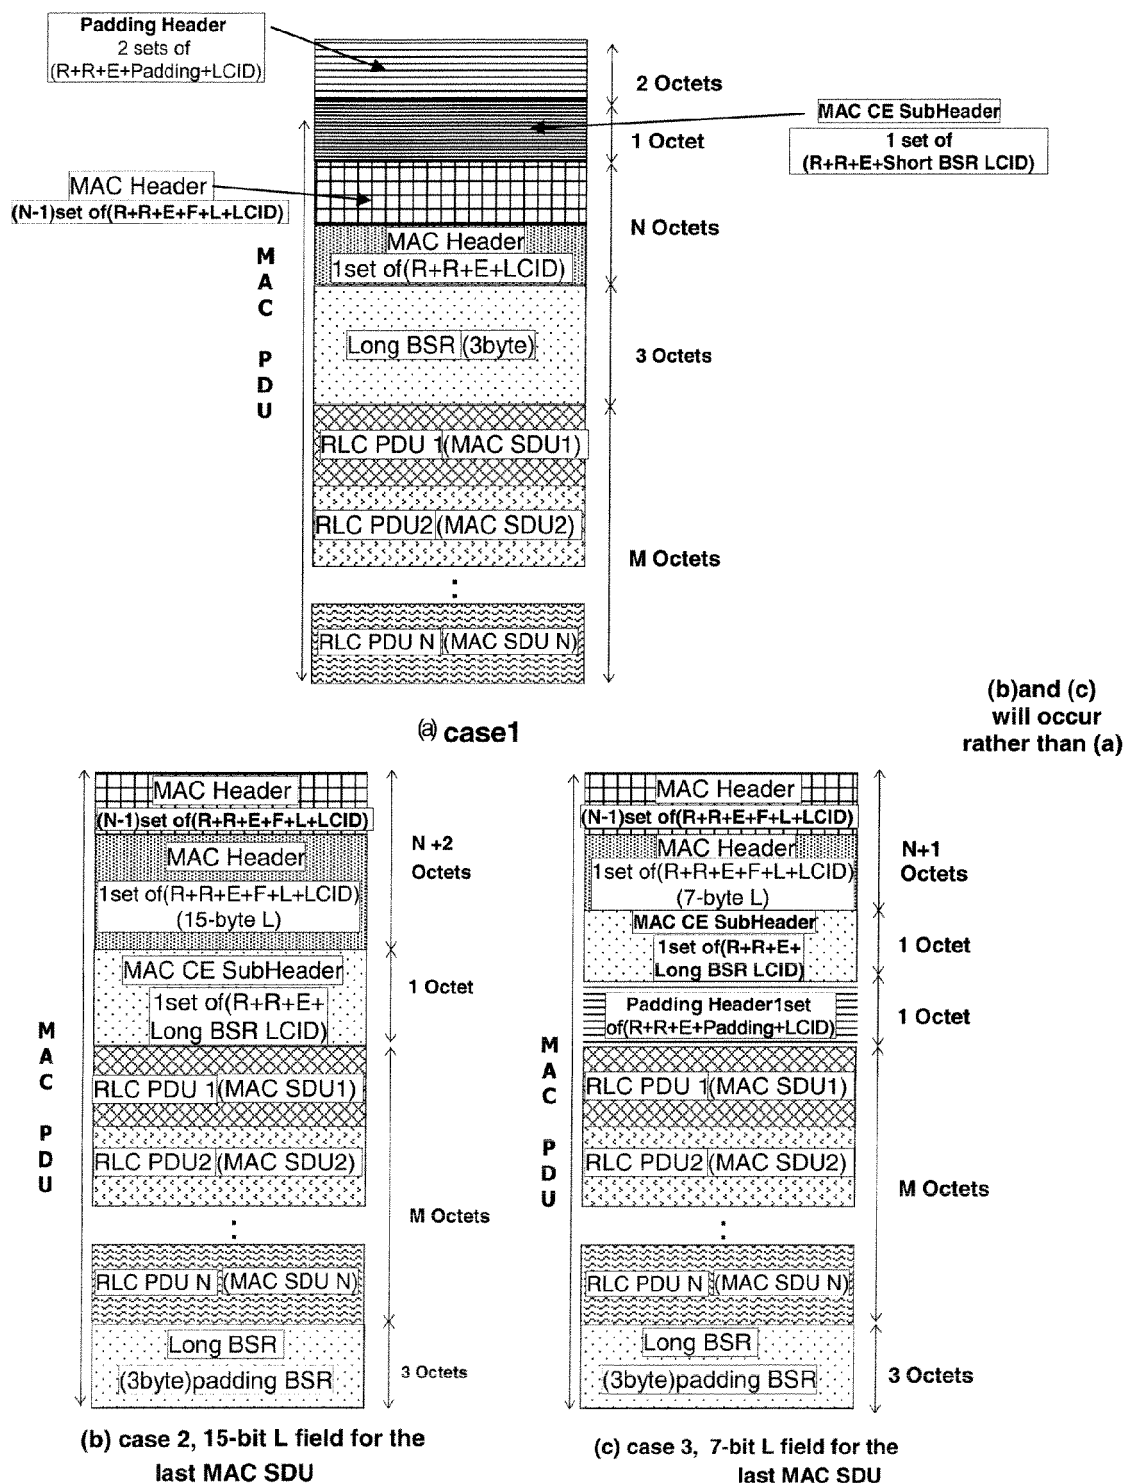 Padding Header
2 sets of
(R+R+E+Padding+LCID)
2 Octets
MAC CE SubHeader
1 set of
(R+R+E+Short BSR LCID)
1 Octet
MAC Header
(N-1)set of(R+R+E+F+L+LCID)
N Octets
MAC Header
1set of(R+R+E+LCID)
MAC PDU
Long BSR (3byte)
3 Octets
RLC PDU 1(MAC SDU1)
RLC PDU2(MAC SDU2)
M Octets
:
RLC PDU N (MAC SDU N)
(a) case1
(b)and (c)
will occur
rather than (a)
MAC Header
(N-1)set of(R+R+E+F+L+LCID)
MAC Header
1set of(R+R+E+F+L+LCID)
(15-byte L)
N +2
Octets
MAC CE SubHeader
1set of(R+R+E+
Long BSR LCID)
1 Octet
MAC PDU
RLC PDU 1(MAC SDU1)
RLC PDU2(MAC SDU2)
M Octets
:
RLC PDU N (MAC SDU N)
Long BSR
(3byte)padding BSR
3 Octets
(b) case 2, 15-bit L field for the
last MAC SDU
MAC Header
(N-1)set of(R+R+E+F+L+LCID)
MAC Header
1set of(R+R+E+F+L+LCID)
(7-byte L)
N+1
Octets
MAC CE SubHeader
1set of(R+R+E+
Long BSR LCID)
1 Octet
Padding Header1set
of(R+R+E+Padding+LCID)
1 Octet
MAC PDU
RLC PDU 1(MAC SDU1)
RLC PDU2(MAC SDU2)
M Octets
:
RLC PDU N (MAC SDU N)
Long BSR
(3byte)padding BSR
3 Octets
(c) case 3, 7-bit L field for the
last MAC SDU